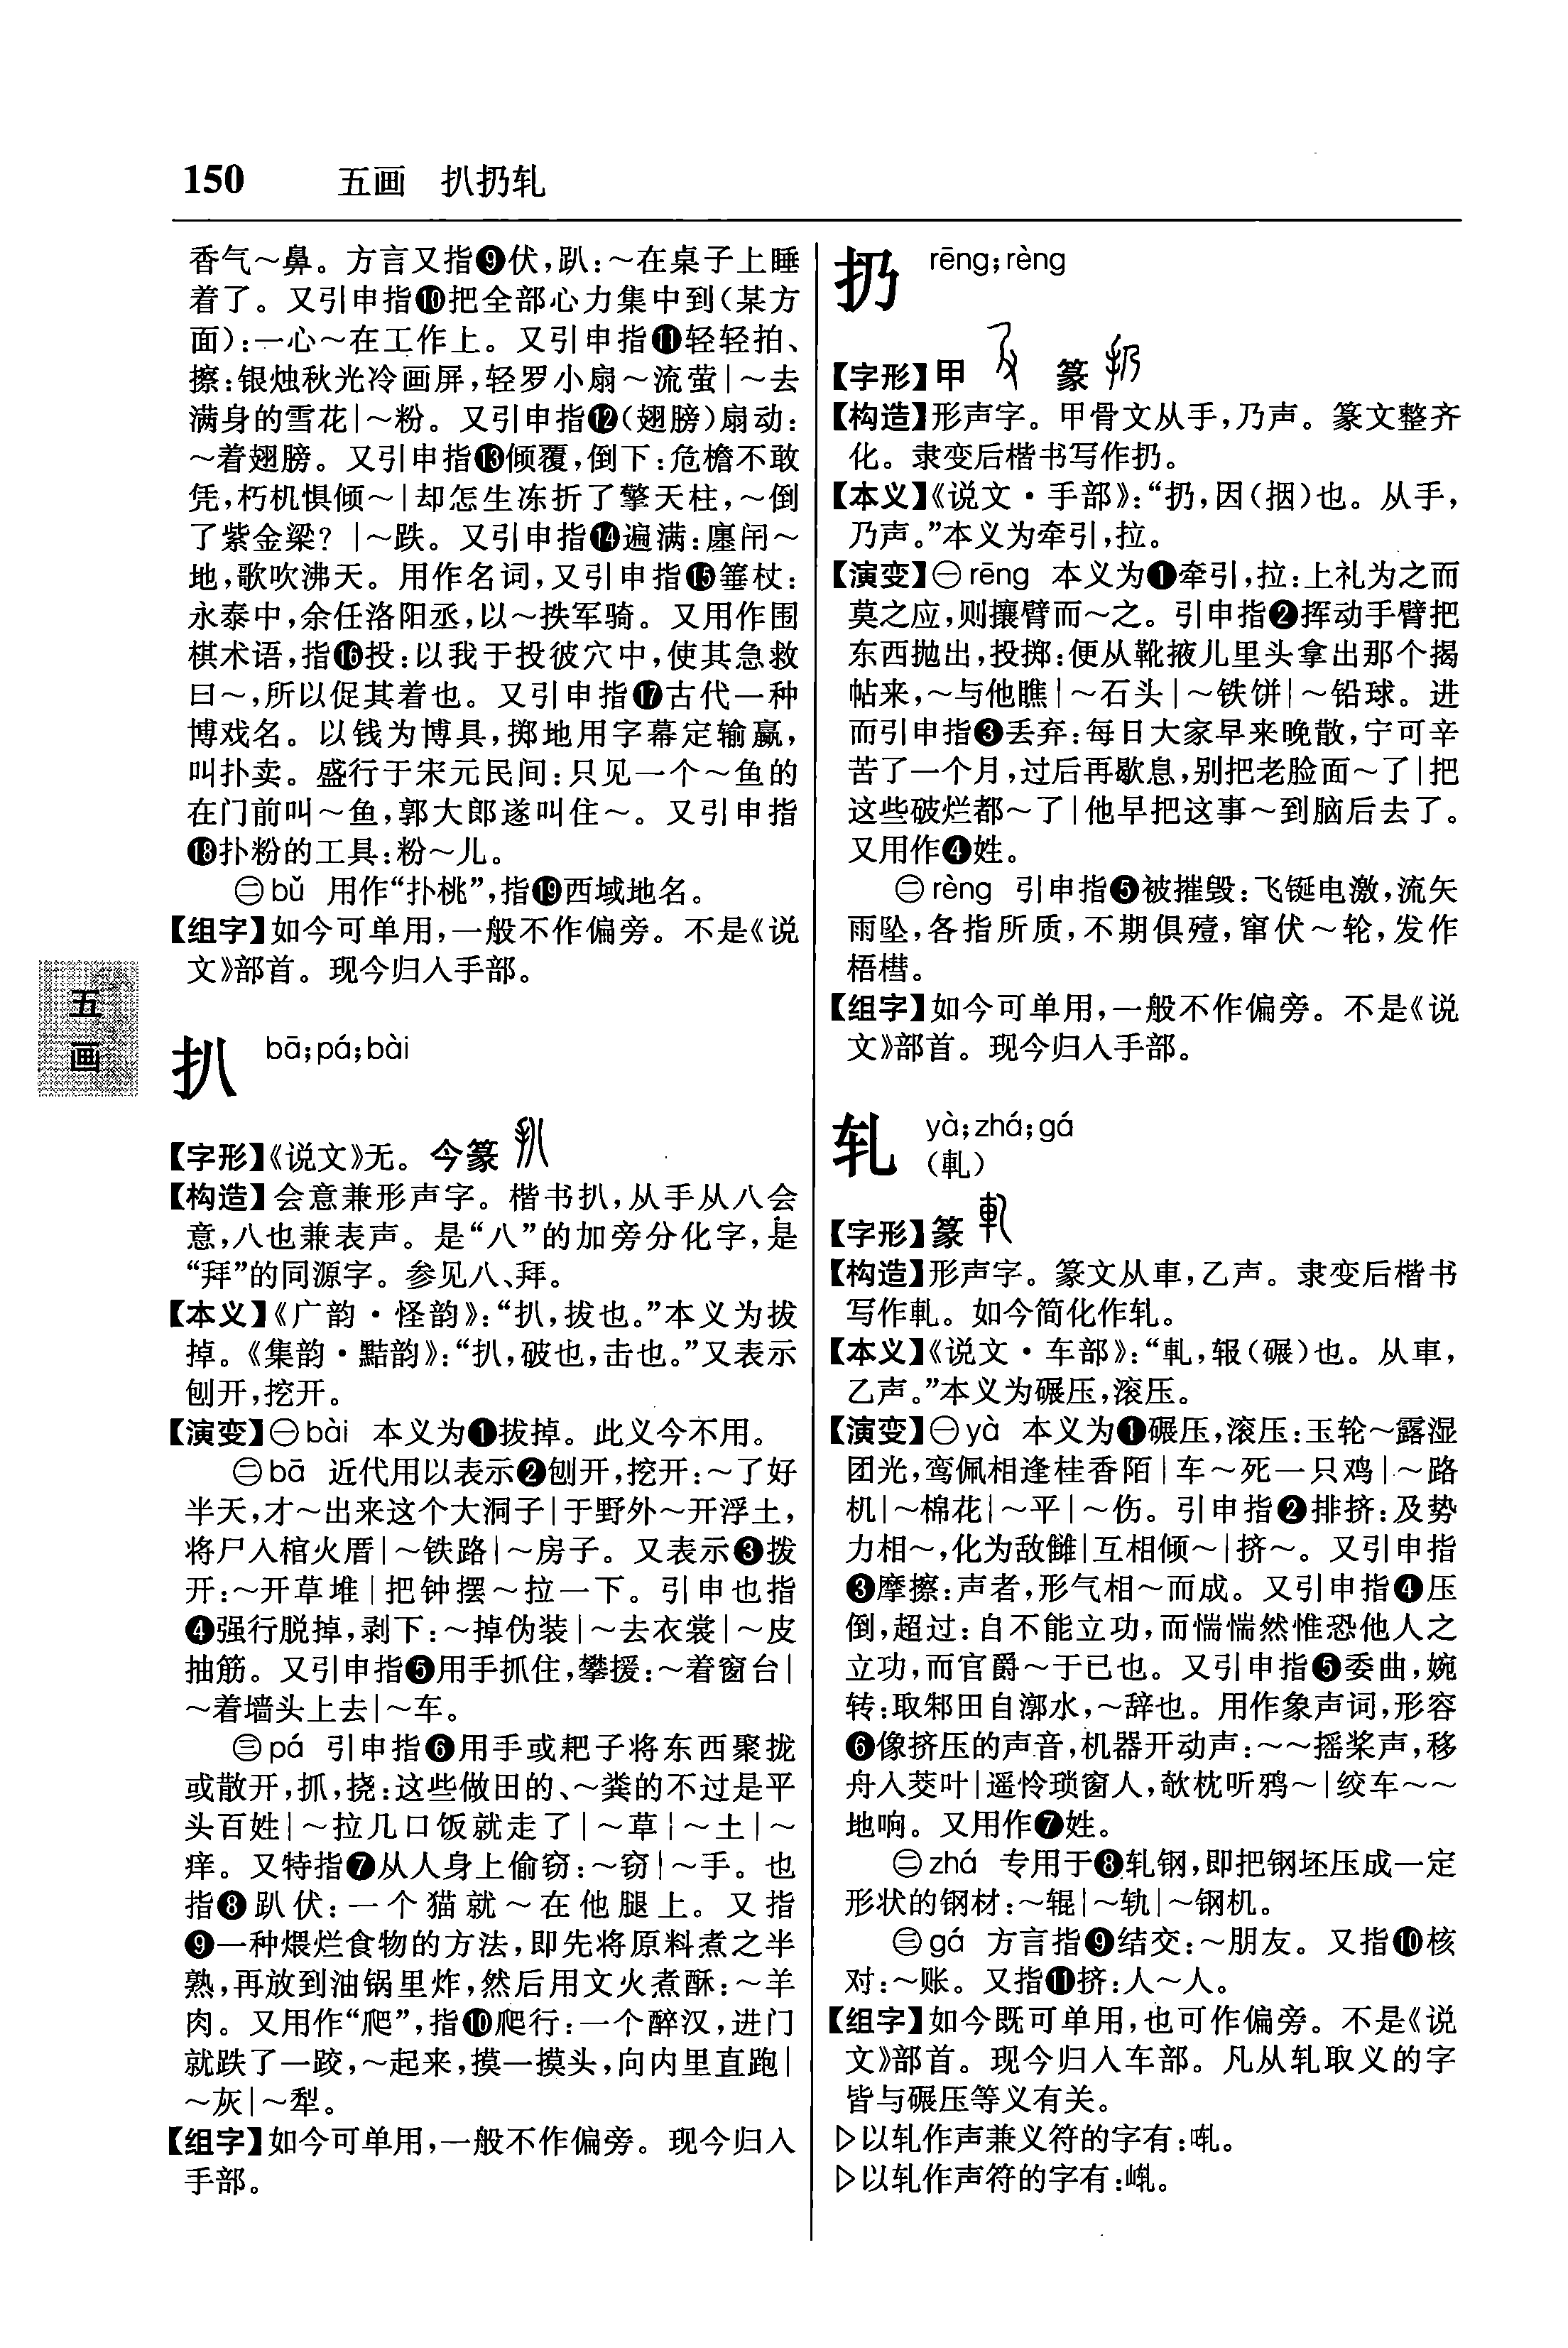 150 五画 扒扔轧
香气～鼻。方言又指❾伏,趴:～在桌子上睡
着了。又引申指❿把全部心力集中到(某方
面):一心～在工作上。又引申指⓫轻轻拍、
擦:银烛秋光冷画屏,轻罗小扇～流萤|～去
满身的雪花|～粉。又引申指⓬(翅膀)扇动:
～着翅膀。又引申指⓭倾覆,倒下:危檐不敢
凭,朽机惧倾～|却怎生冻折了擎天柱,～倒
了紫金梁?|～跌。又引申指⓮遍满:廛闬～
地,歌吹沸天。用作名词,又引申指⓯箠杖:
永泰中,余任洛阳丞,以～抶军骑。又用作围
棋术语,指⓰投:以我于投彼穴中,使其急救
曰～,所以促其着也。又引申指⓱古代一种
博戏名。以钱为博具,掷地用字幕定输赢,
叫扑卖。盛行于宋元民间:只见一个～鱼的
在门前叫～鱼,郭大郎遂叫住～。又引申指
⓲扑粉的工具:粉～儿。
㊁bǔ 用作“扑桃”,指⓳西域地名。
【组字】如今可单用,一般不作偏旁。不是《说
文》部首。现今归入手部。
五
画
扒 bā;pá;bài
【字形】《说文》无。今篆
【构造】会意兼形声字。楷书扒,从手从八会
意,八也兼表声。是“八”的加旁分化字,是
“拜”的同源字。参见八、拜。
【本义】《广韵·怪韵》:“扒,拔也。”本义为拔
掉。《集韵·黠韵》:“扒,破也,击也。”又表示
刨开,挖开。
【演变】㊀bài 本义为❶拔掉。此义今不用。
㊁bā 近代用以表示❷刨开,挖开:～了好
半天,才～出来这个大洞子|于野外～开浮土,
将尸入棺火厝|～铁路|～房子。又表示❸拨
开:～开草堆|把钟摆～拉一下。引申也指
❹强行脱掉,剥下:～掉伪装|～去衣裳|～皮
抽筋。又引申指❺用手抓住,攀援:～着窗台|
～着墙头上去|～车。
㊂pá 引申指❻用手或耙子将东西聚拢
或散开,抓,挠:这些做田的、～粪的不过是平
头百姓|～拉几口饭就走了|～草|～土|～
痒。又特指❼从人身上偷窃:～窃|～手。也
指❽趴伏:一个猫就～在他腿上。又指
❾一种煨烂食物的方法,即先将原料煮之半
熟,再放到油锅里炸,然后用文火煮酥:～羊
肉。又用作“爬”,指❿爬行:一个醉汉,进门
就跌了一跤,～起来,摸一摸头,向内里直跑|
～灰|～犁。
【组字】如今可单用,一般不作偏旁。现今归入
手部。
扔 rēng;rèng
【字形】甲 篆
【构造】形声字。甲骨文从手,乃声。篆文整齐
化。隶变后楷书写作扔。
【本义】《说文·手部》:“扔,因(捆)也。从手,
乃声。”本义为牵引,拉。
【演变】㊀rēng 本义为❶牵引,拉:上礼为之而
莫之应,则攘臂而～之。引申指❷挥动手臂把
东西抛出,投掷:便从靴掖儿里头拿出那个揭
帖来,～与他瞧|～石头|～铁饼|～铅球。进
而引申指❸丢弃:每日大家早来晚散,宁可辛
苦了一个月,过后再歇息,别把老脸面～了|把
这些破烂都～了|他早把这事～到脑后去了。
又用作❹姓。
㊁rèng 引申指❺被摧毁:飞铤电激,流矢
雨坠,各指所质,不期俱殪,窜伏～轮,发作
梧轊。
【组字】如今可单用,一般不作偏旁。不是《说
文》部首。现今归入手部。
轧 yà;zhá;gá
(軋)
【字形】篆
【构造】形声字。篆文从車,乙声。隶变后楷书
写作軋。如今简化作轧。
【本义】《说文·车部》:“軋,报(碾)也。从車,
乙声。”本义为碾压,滚压。
【演变】㊀yà 本义为❶碾压,滚压:玉轮～露湿
团光,鸾佩相逢桂香陌|车～死一只鸡|～路
机|～棉花|～平|～伤。引申指❷排挤:及势
力相～,化为敌雠|互相倾～|挤～。又引申指
❸摩擦:声者,形气相～而成。又引申指❹压
倒,超过:自不能立功,而惴惴然惟恐他人之
立功,而官爵～于已也。又引申指❺委曲,婉
转:取邾田自漷水,～辞也。用作象声词,形容
❻像挤压的声音,机器开动声:～～摇桨声,移
舟入茭叶|遥怜琐窗人,欹枕听鸦～|绞车～～
地响。又用作❼姓。
㊁zhá 专用于❽轧钢,即把钢坯压成一定
形状的钢材:～辊|～轨|～钢机。
㊂gá 方言指❾结交:～朋友。又指❿核
对:～账。又指⓫挤:人～人。
【组字】如今既可单用,也可作偏旁。不是《说
文》部首。现今归入车部。凡从轧取义的字
皆与碾压等义有关。
▷以轧作声兼义符的字有:𠲿。
▷以轧作声符的字有:。